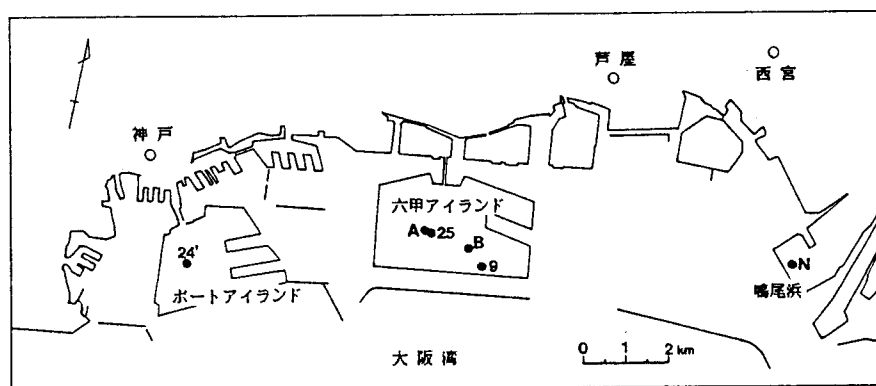 芦屋
西宮
神戸
六甲アイランド
A 25
B
9
24'
ポートアイランド
N
鳴尾浜
大阪湾
0 1 2 km